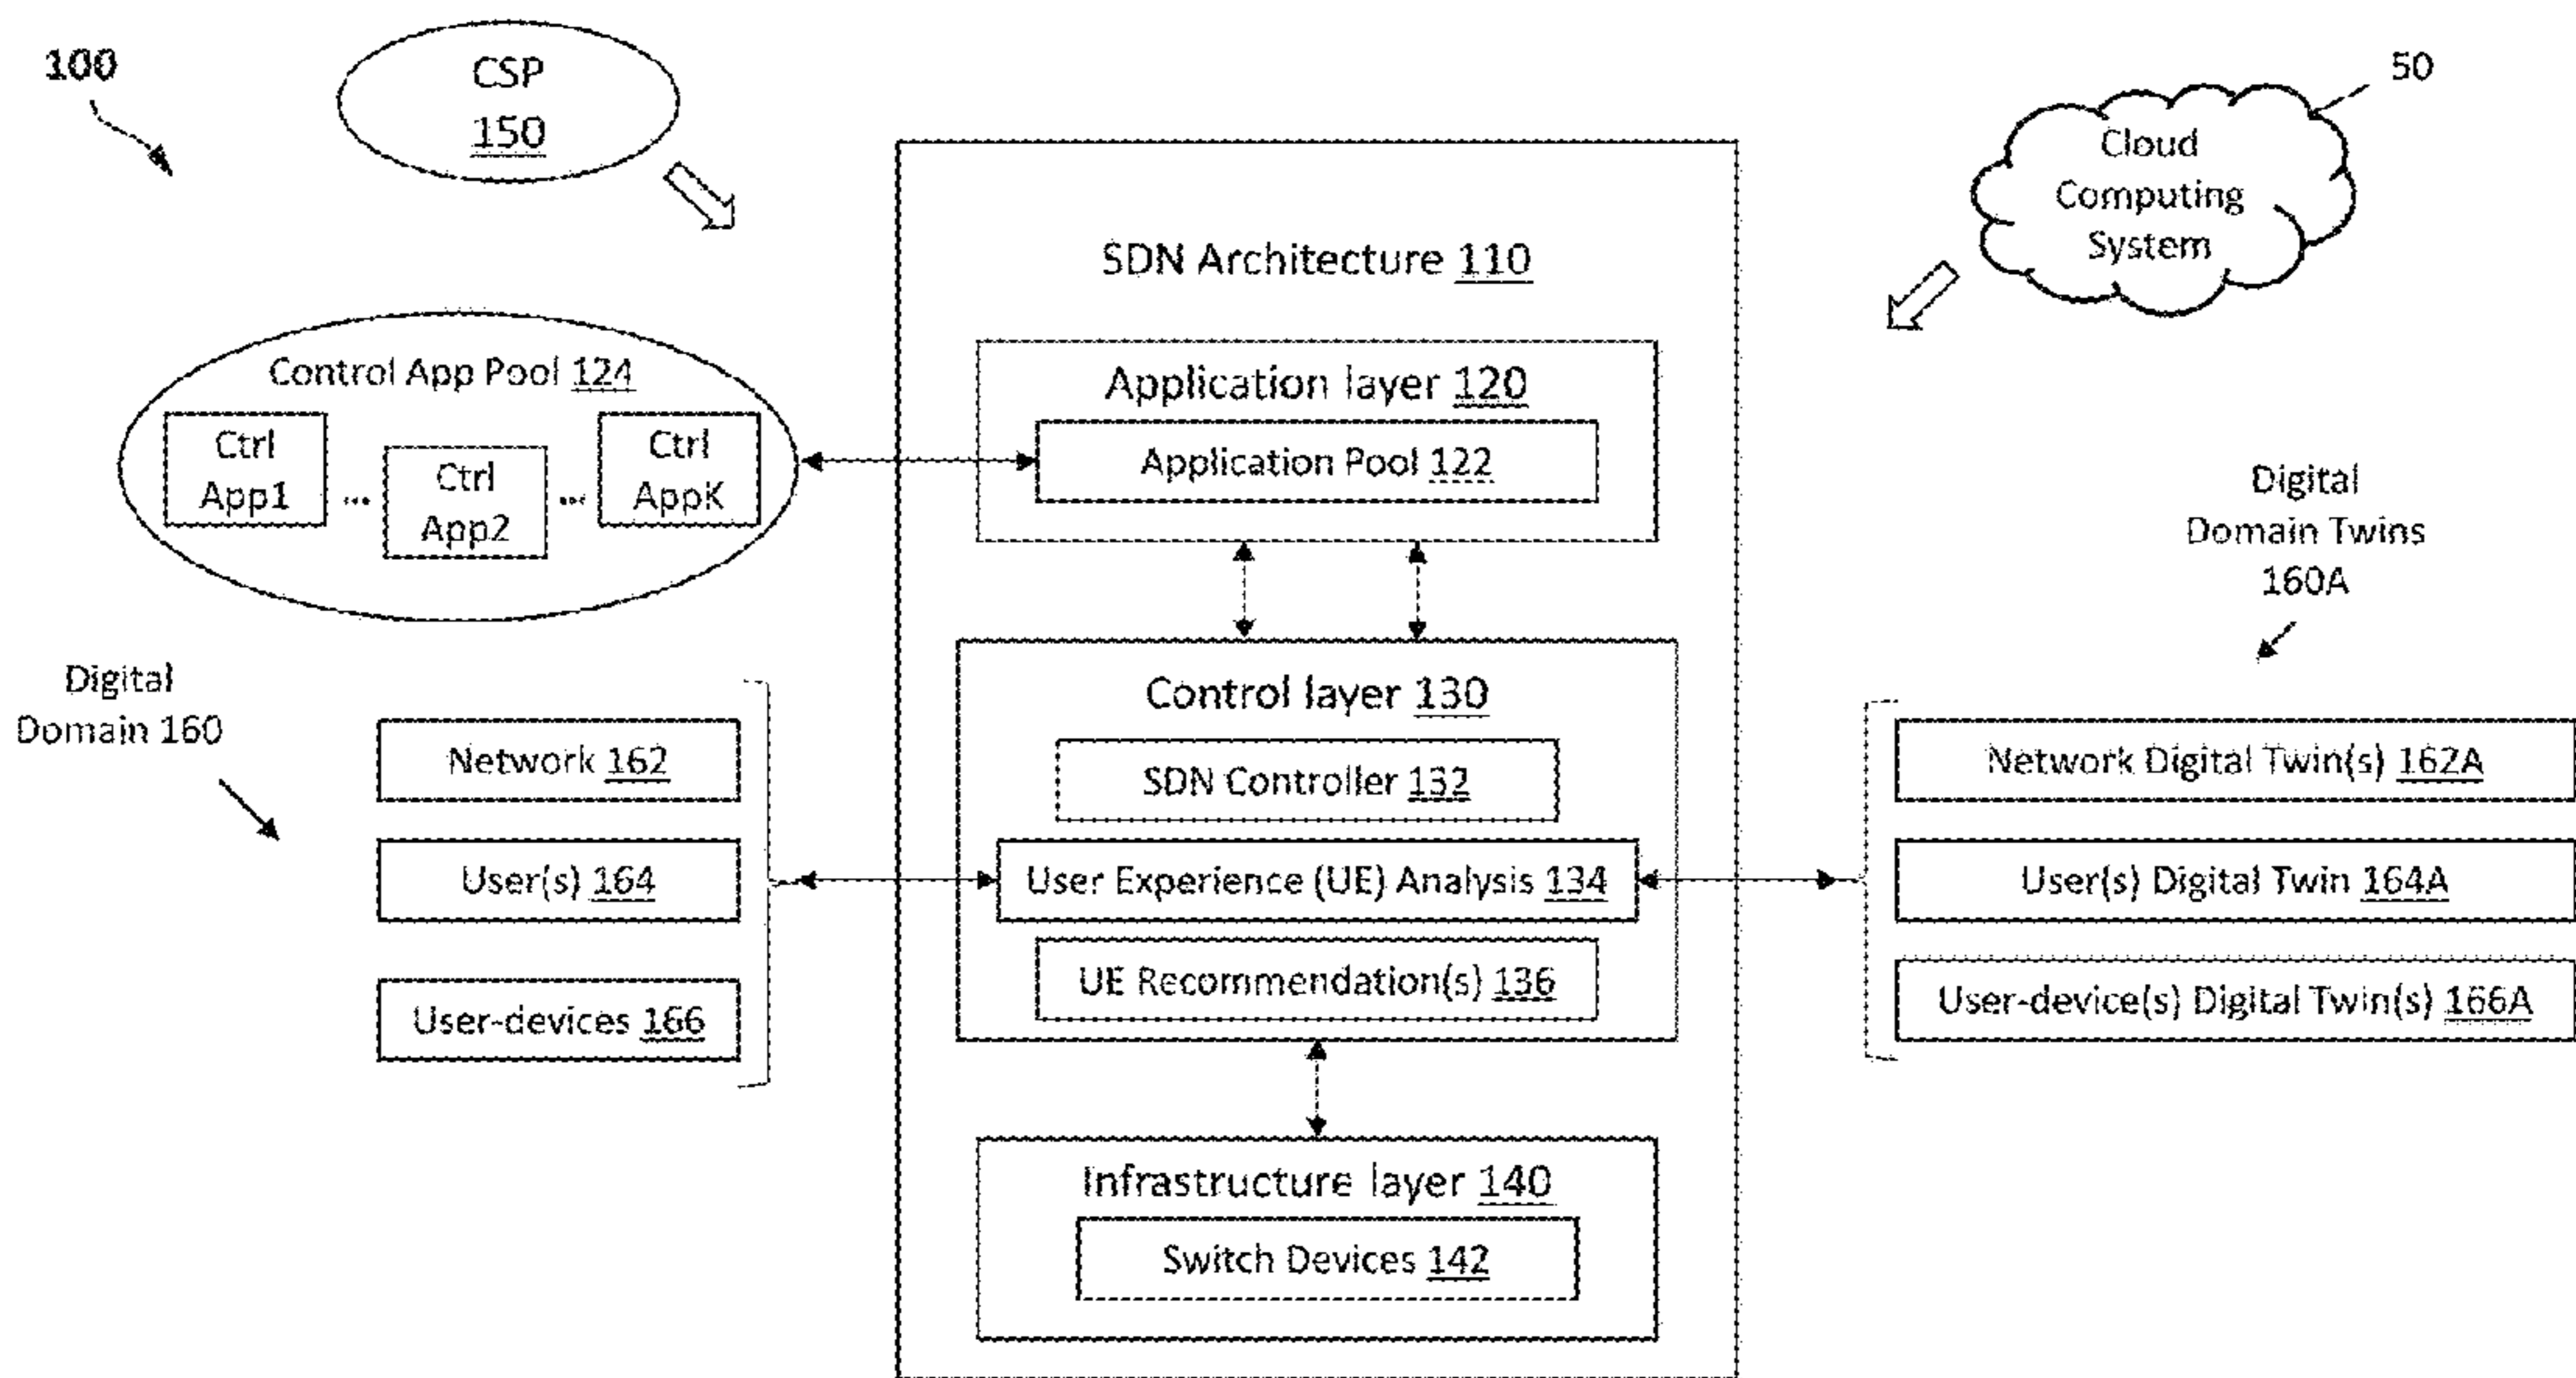 100
CSP
150
50
Cloud
Computing
System
SDN Architecture 110
Control App Pool 124
Ctrl
App1
...
Ctrl
App2
...
Ctrl
AppK
Application layer 120
Application Pool 122
Digital
Domain Twins
160A
Digital
Domain 160
Network 162
User(s) 164
User-devices 166
Control layer 130
SDN Controller 132
User Experience (UE) Analysis 134
UE Recommendation(s) 136
Network Digital Twin(s) 162A
User(s) Digital Twin 164A
User-device(s) Digital Twin(s) 166A
Infrastructure layer 140
Switch Devices 142